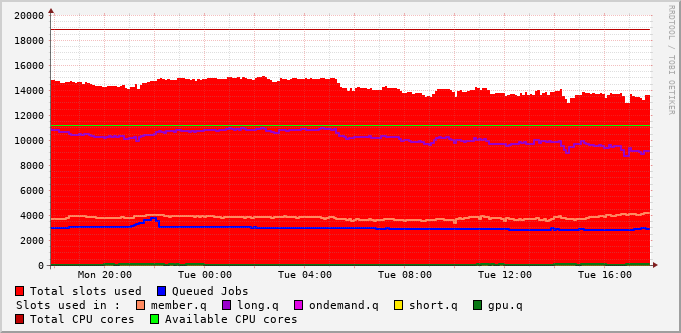 20000
18000
16000
14000
12000
10000
8000
6000
4000
2000
0
Mon 20:00 Tue 00:00 Tue 04:00 Tue 08:00 Tue 12:00 Tue 16:00
RRDTOOL / TOBI OETIKER
Total slots used Queued Jobs
Slots used in : member.q long.q ondemand.q short.q gpu.q
Total CPU cores Available CPU cores